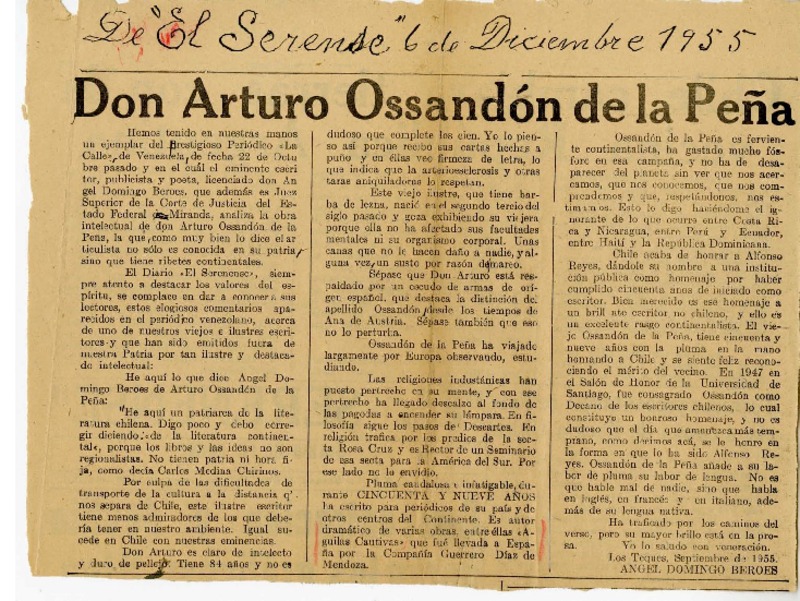 De "El Serense" 6 de Diciembre 1955
Don Arturo Ossandón de la Peña
Hemos tenido en nuestras manos
un ejemplar del Prestigioso Periódico «La
Calle», de Venezuela, de fecha 22 de Octu
bre pasado y en el cuál el eminente escri
tor, publicista y poeta, licenciado don An
gel Domingo Beroes, que además es Juez
Superior de la Corte de Justicia del Es-
tado Federal Miranda, analiza la obra
intelectual de don Arturo Ossandón de la
Peña, la que, como muy bien lo dice el ar
ticulista no sólo es conocida en su patria,
sino que tiene ribetes continentales.
El Diario «El Serenense», siem-
pre atento a destacar los valores del es-
píritu, se complace en dar a conocer a sus
lectores, estos elogiosos comentarios apa-
recidos en el periódico venezolano, acerca
de uno de nuestros viejos e ilustres escri-
tores y que han sido emitidos fuera de
nuestra Patria por tan ilustre y destaca-
do intelectual:
He aquí lo que dice Angel Do-
mingo Beroes de Arturo Ossandón de la
Peña:
"He aquí un patriarca de la lite-
ratura chilena. Digo poco y debo corre-
gir diciendo: «de la literatura continen-
tal», porque los libros y las ideas no son
regionalistas. No tienen patria ni hora fi-
ja, como decía Carlos Medina Chirinos.
Por culpa de las dificultades de
transporte de la cultura a la distancia q'
nos separa de Chile, este ilustre escritor
tiene menos admiradores de los que debe-
ría tener en nuestro ambiente. Igual su-
cede en Chile con nuestras eminencias.
Don Arturo es claro de intelecto
y duro de pellejo. Tiene 84 años y no es
dudoso que complete los cien. Yo lo pien-
so así porque recibo sus cartas hechas a
puño y en ellas veo firmeza de letra, lo
que indica que la arterioesclerosis y otras
taras aniquiladoras lo respetan.
Este viejo ilustre, que tiene bar-
ba de lezna, nació en el segundo tercio del
siglo pasado y goza exhibiendo su viejera
porque ella no ha afectado sus facultades
mentales ni su organismo corporal. Unas
canas que no le hacen daño a nadie, y al-
guna vez, un susto por razón de marco.
Sépase que Don Arturo está res-
paldado por un escudo de armas de ori-
gen español, que destaca la distinción del
apellido Ossandón desde los tiempos de
Ana de Austria. Sépase también que eso
no lo perturba.
Ossandón de la Peña ha viajado
largamente por Europa observando, estu-
diando.
Las religiones indostánicas han
puesto pertrecho en su mente, y con ese
pertrecho ha llegado descalzo al fondo de
las pagodas a encender su lámpara. En fi-
losofía sigue los pasos de Descartes. En
religión trafica por los predios de la sec-
ta Rosa Cruz y es Rector de un Seminario
de esa secta para la América del Sur. Por
ese lado no lo envidio.
Pluma caudalosa e infatigable, du-
rante CINCUENTA Y NUEVE AÑOS
ha escrito para periódicos de su país y de
otros centros del Continente. Es autor
dramático de varias obras, entre éllas «A-
guilas Cautivas» que fué llevada a Espa-
ña por la Compañía Guerrero Díaz de
Mendoza.
Ossandón de la Peña es fervien-
te continentalista, ha gastado mucho fós-
foro en esa campaña, y no ha de desa-
parecer del planeta sin ver que nos acer-
camos, que nos conocemos, que nos com-
prendemos y que, respetándonos, nos es-
timamos. Esto lo digo haciéndome el ig-
norante de lo que ocurre entre Costa Ri-
ca y Nicaragua, entre Perú y Ecuador,
entre Haití y la República Dominicana.
Chile acaba de honrar a Alfonso
Reyes, dándole su nombre a una institu-
ción pública como homenaje por haber
cumplido cincuenta años de iniciado como
escritor. Bien merecido es ese homenaje a
un brillante escritor no chileno, y ello es
un excelente rasgo continentalista. El vie-
jo Ossandón de la Peña, tiene cincuenta y
nueve años con la pluma en la mano
honrando a Chile y se siente feliz recono-
ciendo el mérito del vecino. En 1947 en
el Salón de Honor de la Universidad de
Santiago, fué consagrado Ossandón como
Decano de los escritores chilenos, lo cual
constituye un honroso homenaje, y no es
dudoso que el día que amanezca más tem-
prano, como decimos acá, se le honre en
la forma en que lo ha sido Alfonso Re-
yes. Ossandón de la Peña añade a su la-
bor de pluma su labor de lengua. No es
que hable mal de nadie, sino que habla
en inglés, en francés y en italiano, ade-
más de su lengua nativa.
Ha traficado por los caminos del
verso, pero su mayor brillo está en la pro-
sa.
Yo lo saludo con veneración.
Los Teques, Septiembre de 1955.
ANGEL DOMINGO BEROES